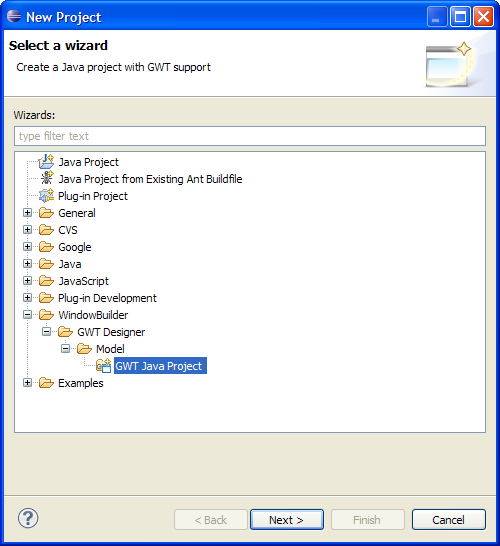 New Project
Select a wizard
Create a Java project with GWT support
Wizards:
type filter text
Java Project
Java Project from Existing Ant Buildfile
Plug-in Project
General
CVS
Google
Java
JavaScript
Plug-in Development
WindowBuilder
GWT Designer
Model
GWT Java Project
Examples
< Back Next > Finish Cancel